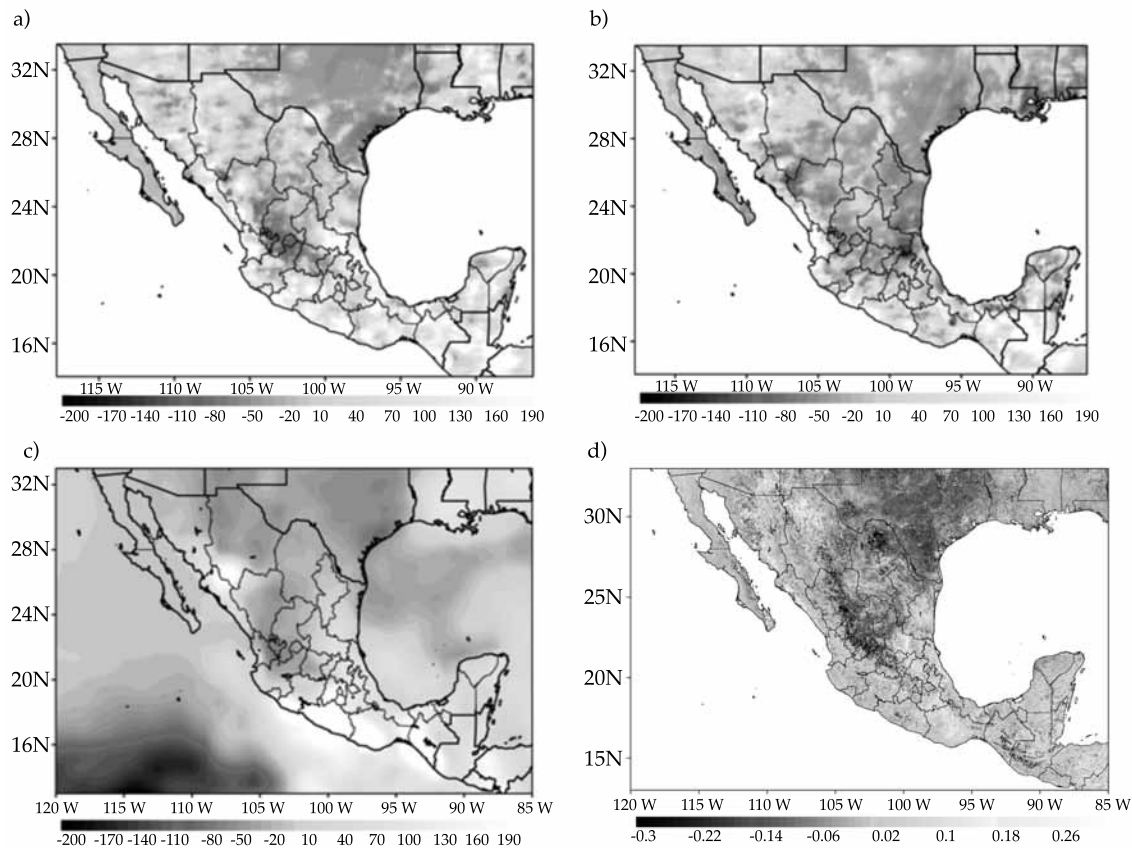 a)
32N
28N
24N
20N
16N
115 W 110 W 105 W 100 W 95 W 90 W
-200 -170 -140 -110 -80 -50 -20 10 40 70 100 130 160 190
b)
32N
28N
24N
20N
16N
115 W 110 W 105 W 100 W 95 W 90 W
-200 -170 -140 -110 -80 -50 -20 10 40 70 100 130 160 190
c)
32N
28N
24N
20N
16N
120 W 115 W 110 W 105 W 100 W 95 W 90 W 85 W
-200 -170 -140 -110 -80 -50 -20 10 40 70 100 130 160 190
d)
30N
25N
20N
15N
120 W 115 W 110 W 105 W 100 W 95 W 90 W 85 W
-0.3 -0.22 -0.14 -0.06 0.02 0.1 0.18 0.26